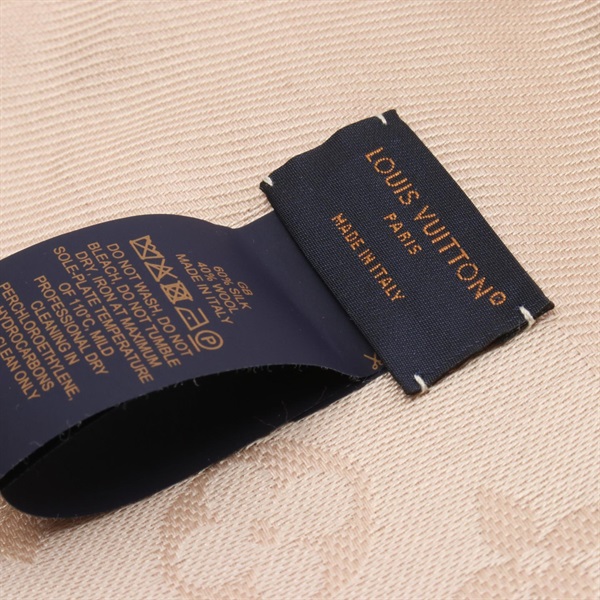 LOUIS VUITTON
PARIS
MADE IN ITALY
GB
60% SILK
40% WOOL
MADE IN ITALY
P
DO NOT WASH, DO NOT
BLEACH, DO NOT TUMBLE
DRY, IRON AT MAXIMUM
SOLE-PLATE TEMPERATURE
OF 110°C, MILD
PROFESSIONAL DRY
CLEANING IN
PERCHLOROETHYLENE,
HYDROCARBONS
CLEAN ONLY